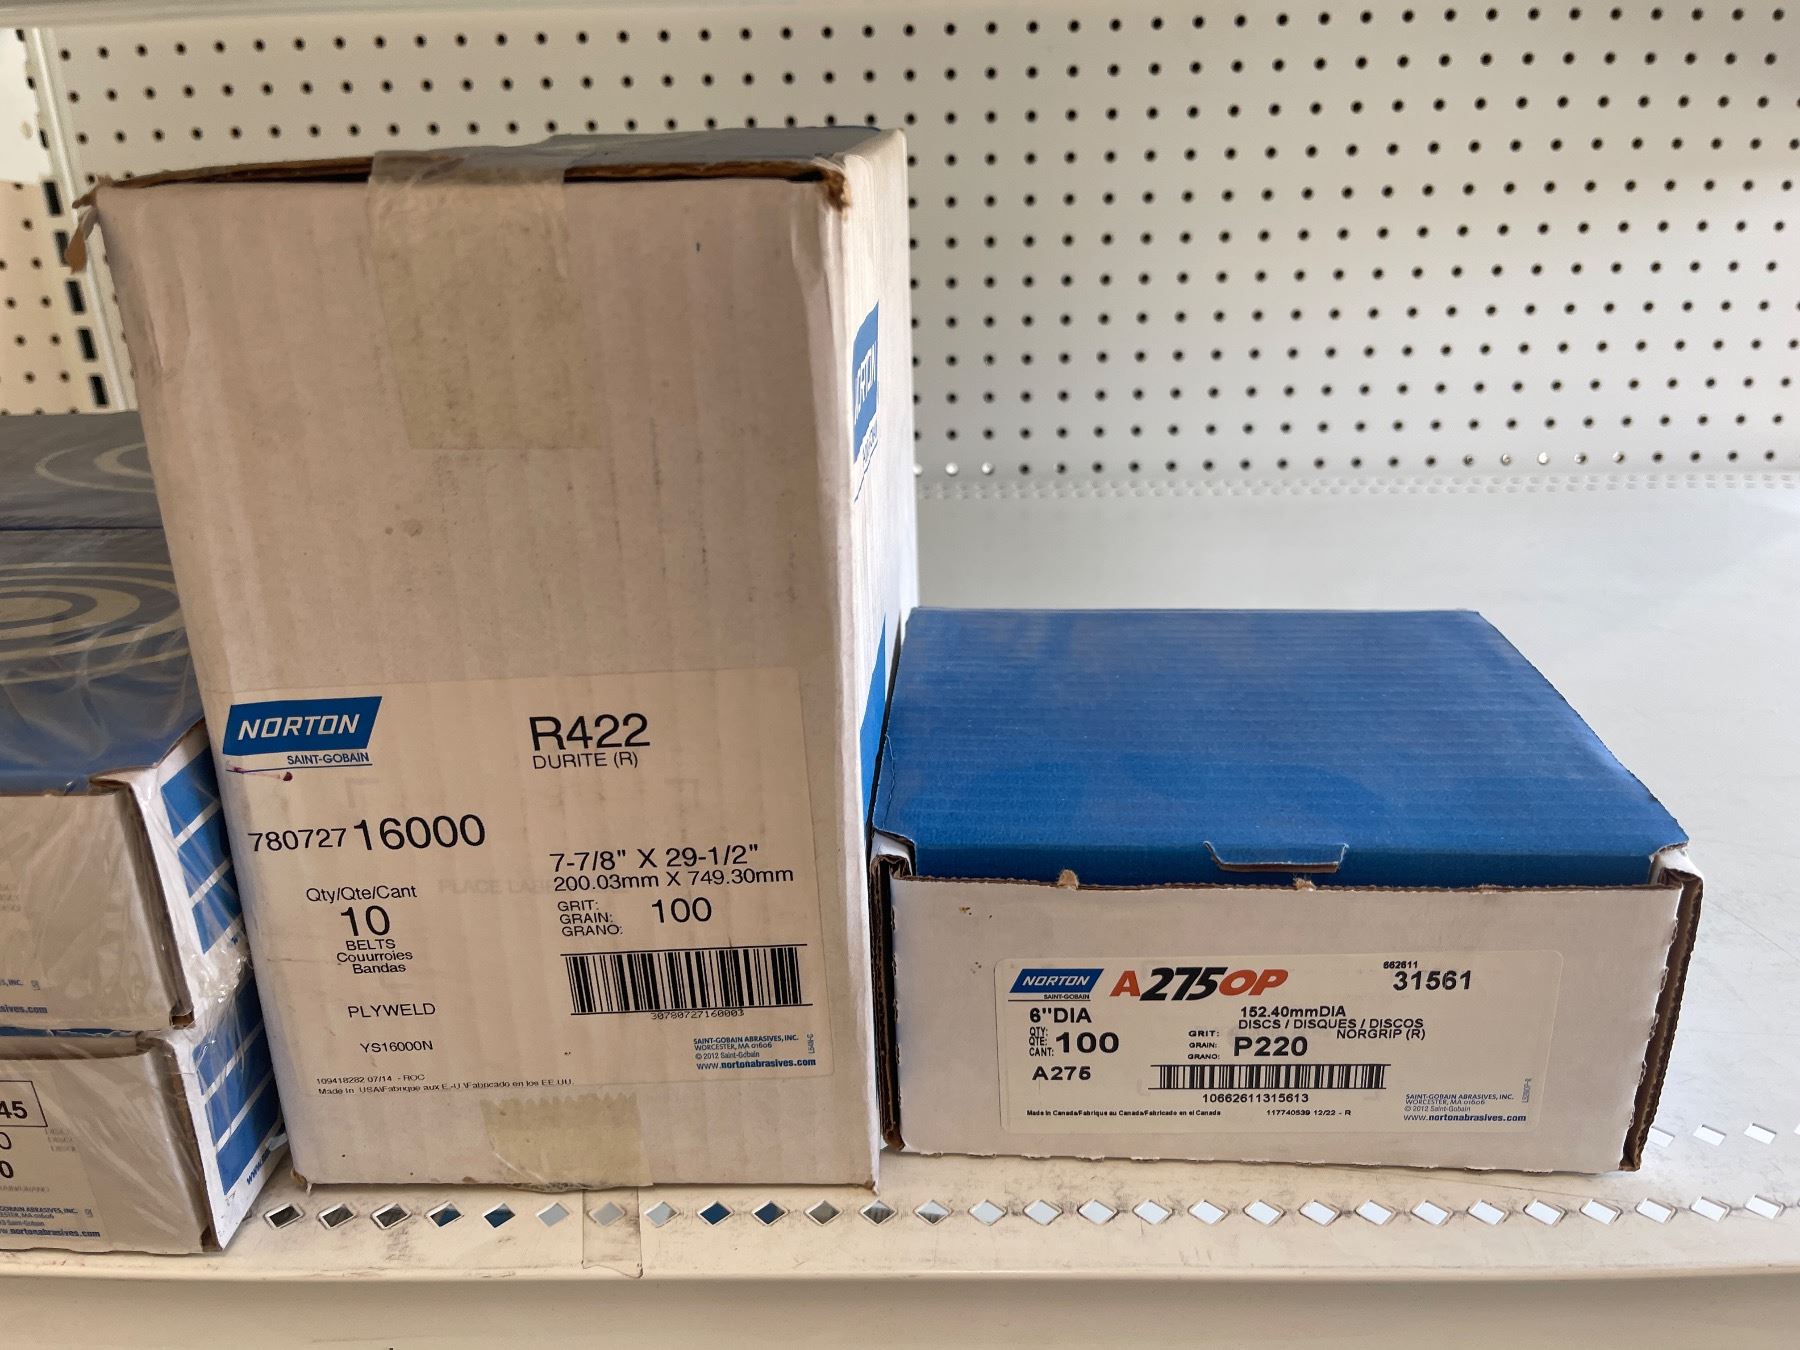 NORTON
SAINT-GOBAIN
R422
DURITE (R)
780727 16000
7-7/8" X 29-1/2"
200.03mm X 749.30mm
Qty/Qte/Cant
10
BELTS
Couurroies
Bandas
GRIT:
GRAIN:
GRANO:
100
PLYWELD
YS16000N
30780727160003
109418282 07/14 - ROC
Made in USA\Fabrique aux E.-U \Fabricado en los EE UU.
SAINT-GOBAIN ABRASIVES, INC.
WORCESTER, MA 01606
© 2012 Saint-Gobain
www.nortonabrasives.com
NORTON
SAINT-GOBAIN
A275OP
662611
31561
6"DIA
152.40mmDIA
DISCS / DISQUES / DISCOS
NORGRIP (R)
QTY:
QTE:
CANT:
100
GRIT:
GRAIN:
GRANO:
P220
A275
10662611315613
Made in Canada/Fabrique au Canada/Fabricado en el Canada
117740539 12/22 - R
SAINT-GOBAIN ABRASIVES, INC.
WORCESTER, MA 01606
© 2012 Saint-Gobain
www.nortonabrasives.com
45
0